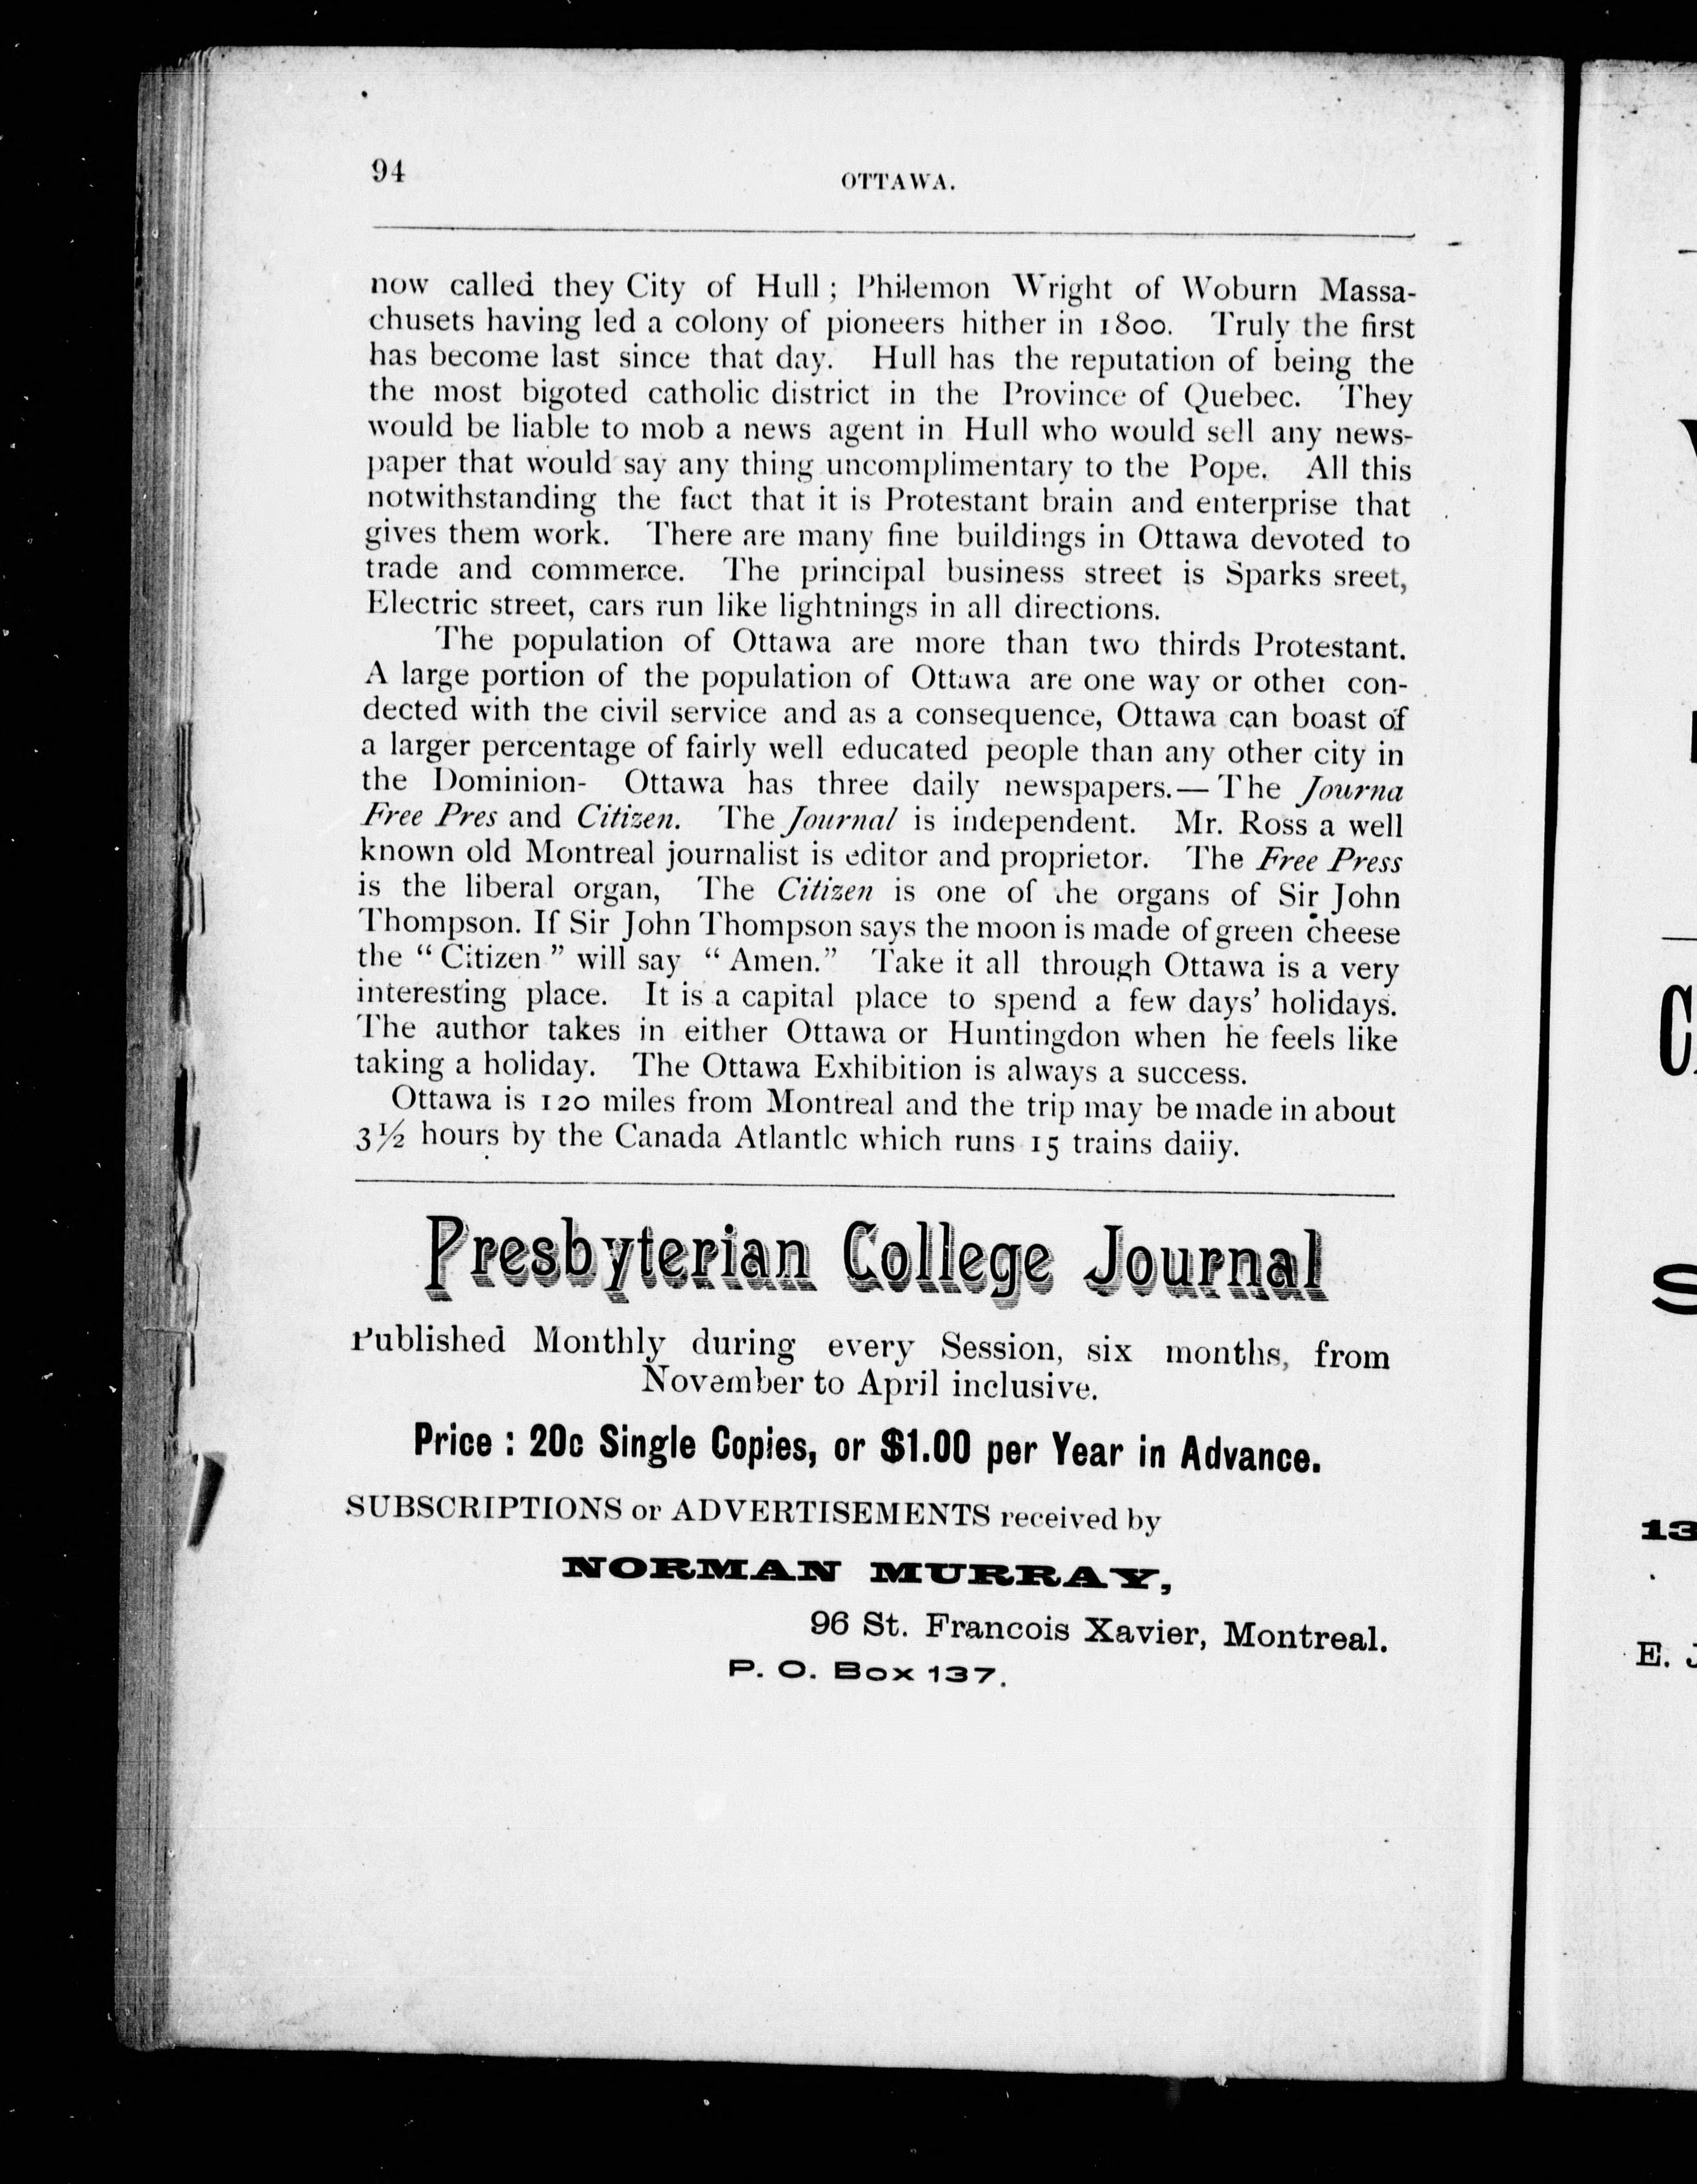 94
OTTAWA.
now called they City of Hull ; Philemon Wright of Woburn Massa-
chusets having led a colony of pioneers hither in 1800. Truly the first
has become last since that day. Hull has the reputation of being the
the most bigoted catholic district in the Province of Quebec. They
would be liable to mob a news agent in Hull who would sell any news-
paper that would say any thing uncomplimentary to the Pope. All this
notwithstanding the fact that it is Protestant brain and enterprise that
gives them work. There are many fine buildings in Ottawa devoted to
trade and commerce. The principal business street is Sparks sreet,
Electric street, cars run like lightnings in all directions.
The population of Ottawa are more than two thirds Protestant.
A large portion of the population of Ottawa are one way or other con-
dected with the civil service and as a consequence, Ottawa can boast of
a larger percentage of fairly well educated people than any other city in
the Dominion- Ottawa has three daily newspapers.— The Journa
Free Pres and Citizen. The Journal is independent. Mr. Ross a well
known old Montreal journalist is editor and proprietor. The Free Press
is the liberal organ, The Citizen is one of the organs of Sir John
Thompson. If Sir John Thompson says the moon is made of green cheese
the “ Citizen ” will say “ Amen.” Take it all through Ottawa is a very
interesting place. It is a capital place to spend a few days’ holidays.
The author takes in either Ottawa or Huntingdon when he feels like
taking a holiday. The Ottawa Exhibition is always a success.
Ottawa is 120 miles from Montreal and the trip may be made in about
3½ hours by the Canada Atlantlc which runs 15 trains daiiy.
Presbyterian College Journal
Published Monthly during every Session, six months, from
November to April inclusive.
Price : 20c Single Copies, or $1.00 per Year in Advance.
SUBSCRIPTIONS or ADVERTISEMENTS received by
NORMAN MURRAY,
96 St. Francois Xavier, Montreal.
P. O. Box 137.
13
E.